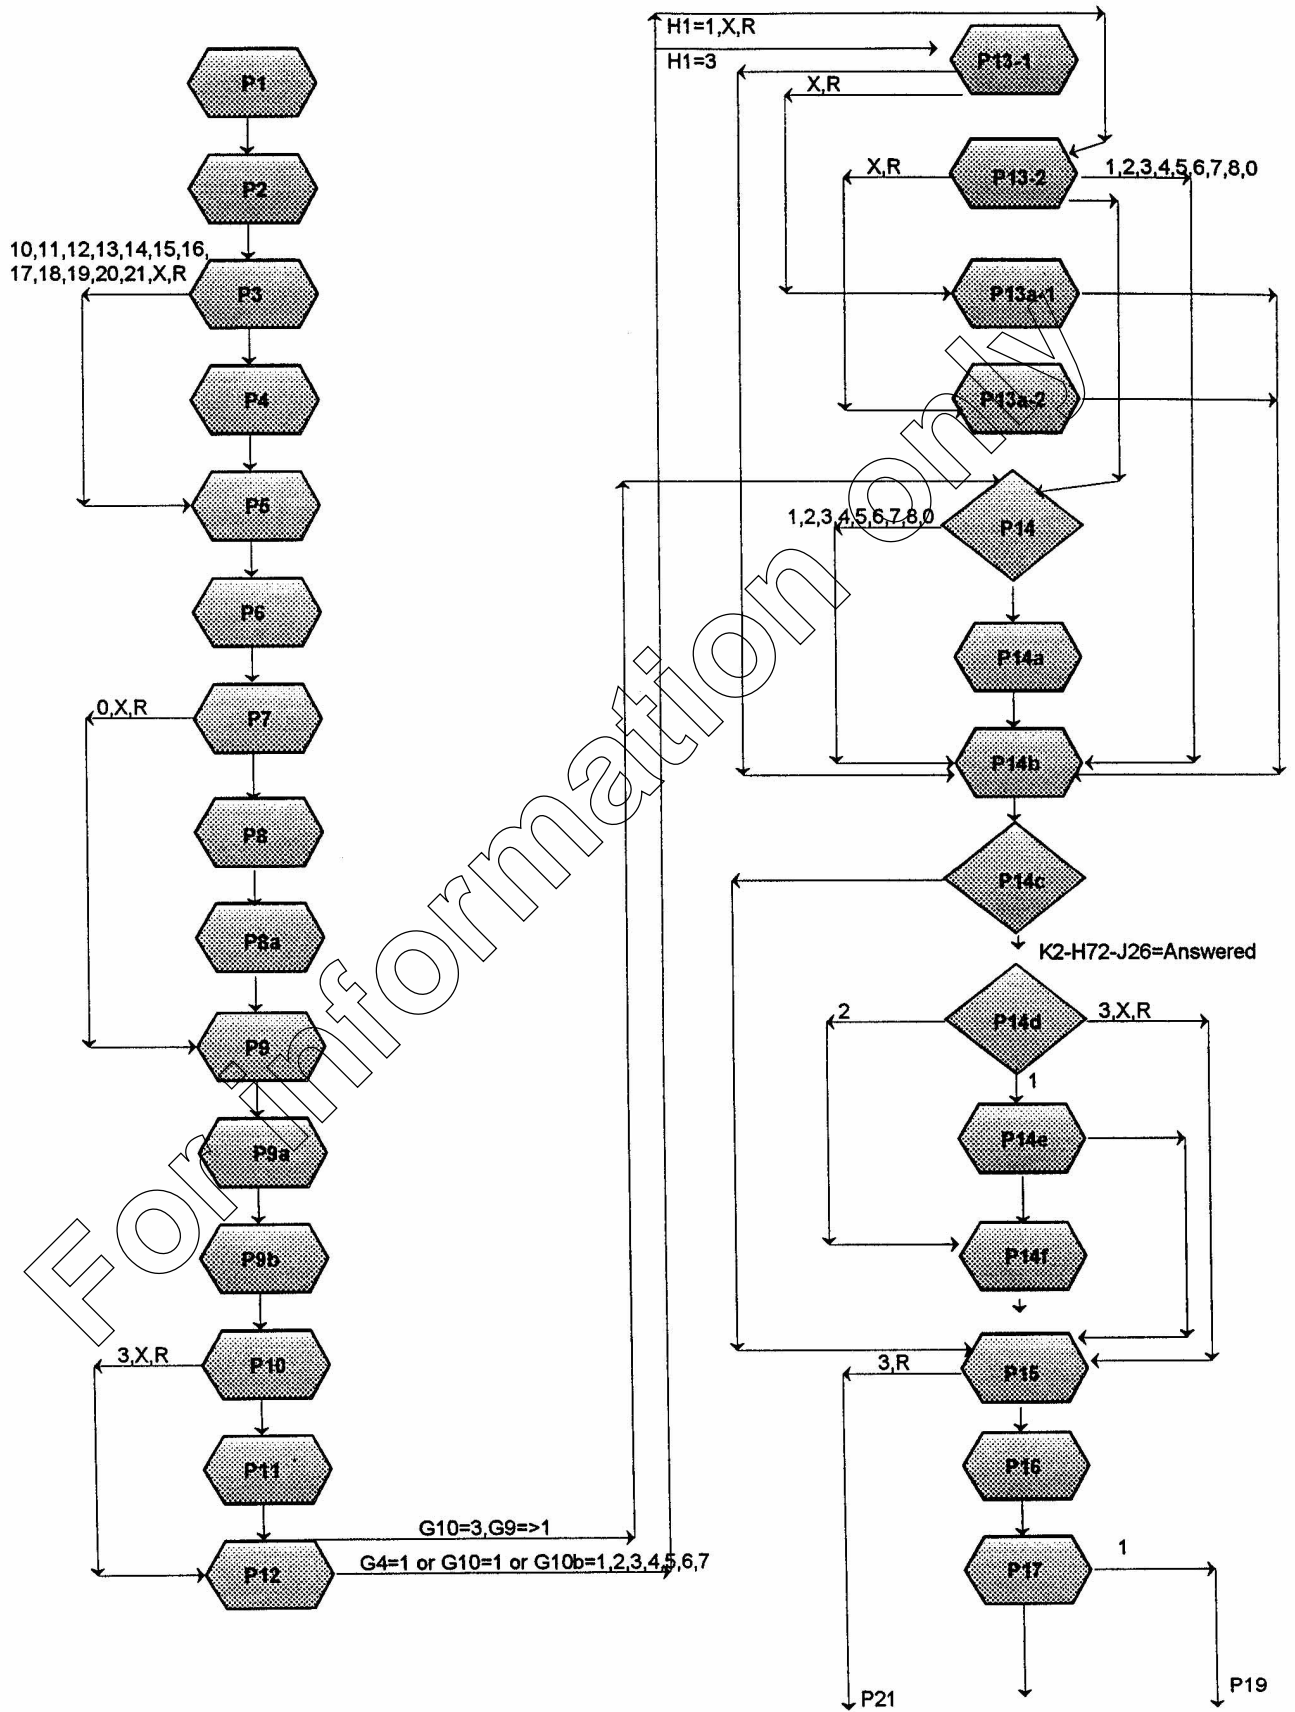 P1
P2
10,11,12,13,14,15,16,
17,18,19,20,21,X,R
P3
P4
P5
P6
0,X,R
P7
P8
P8a
P9
P9a
P9b
3,X,R
P10
P11
G10=3,G9=>1
P12
G4=1 or G10=1 or G10b=1,2,3,4,5,6,7
H1=1,X,R
H1=3
P13-1
X,R
X,R
P13-2
1,2,3,4,5,6,7,8,0
P13a-1
P13a-2
1,2,3,4,5,6,7,8,0
P14
P14a
P14b
P14c
K2-H72-J26=Answered
2
P14d
3,X,R
1
P14e
P14f
3,R
P15
P16
P17
1
P21
P19
For information only